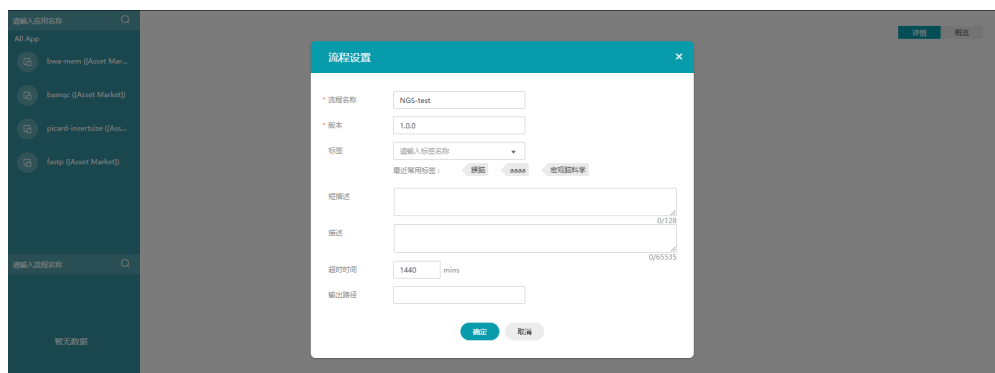 请输入应用名称
All App
bwa-mem ([Asset Mar...
bamqc ([Asset Market])
picard-insertsize ([Ass...
fastp ([Asset Market])
请输入流程名称
暂无数据
详情 概览
流程设置 ×
* 流程名称 NGS-test
* 版本 1.0.0
标签 请输入标签名称
最近常用标签： aaaa 宏观脑科学
短描述
0/128
描述
0/65535
超时时间 1440 mins
输出路径
确定 取消